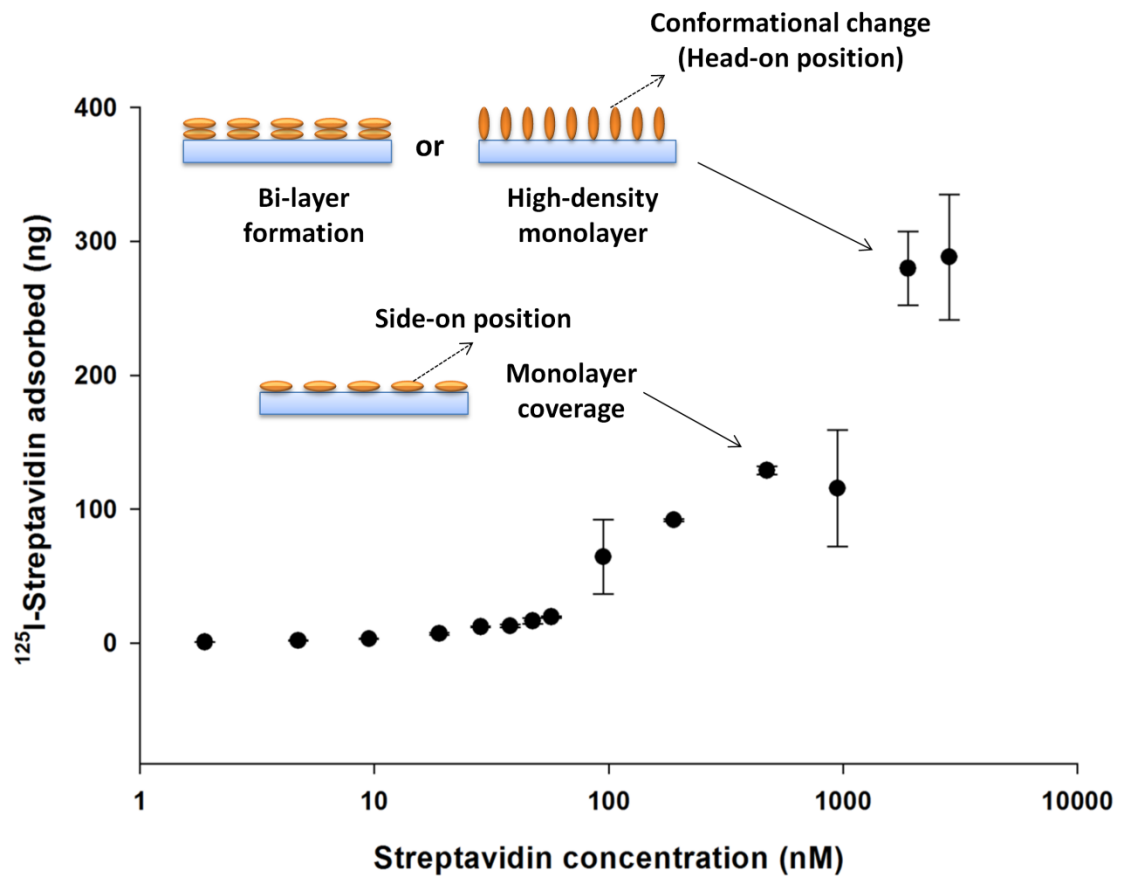 Conformational change
(Head-on position)
400
or
Bi-layer
formation
High-density
monolayer
300
Side-on position
200
Monolayer
coverage
100
0
¹²⁵I-Streptavidin adsorbed (ng)
1
10
100
1000
10000
Streptavidin concentration (nM)